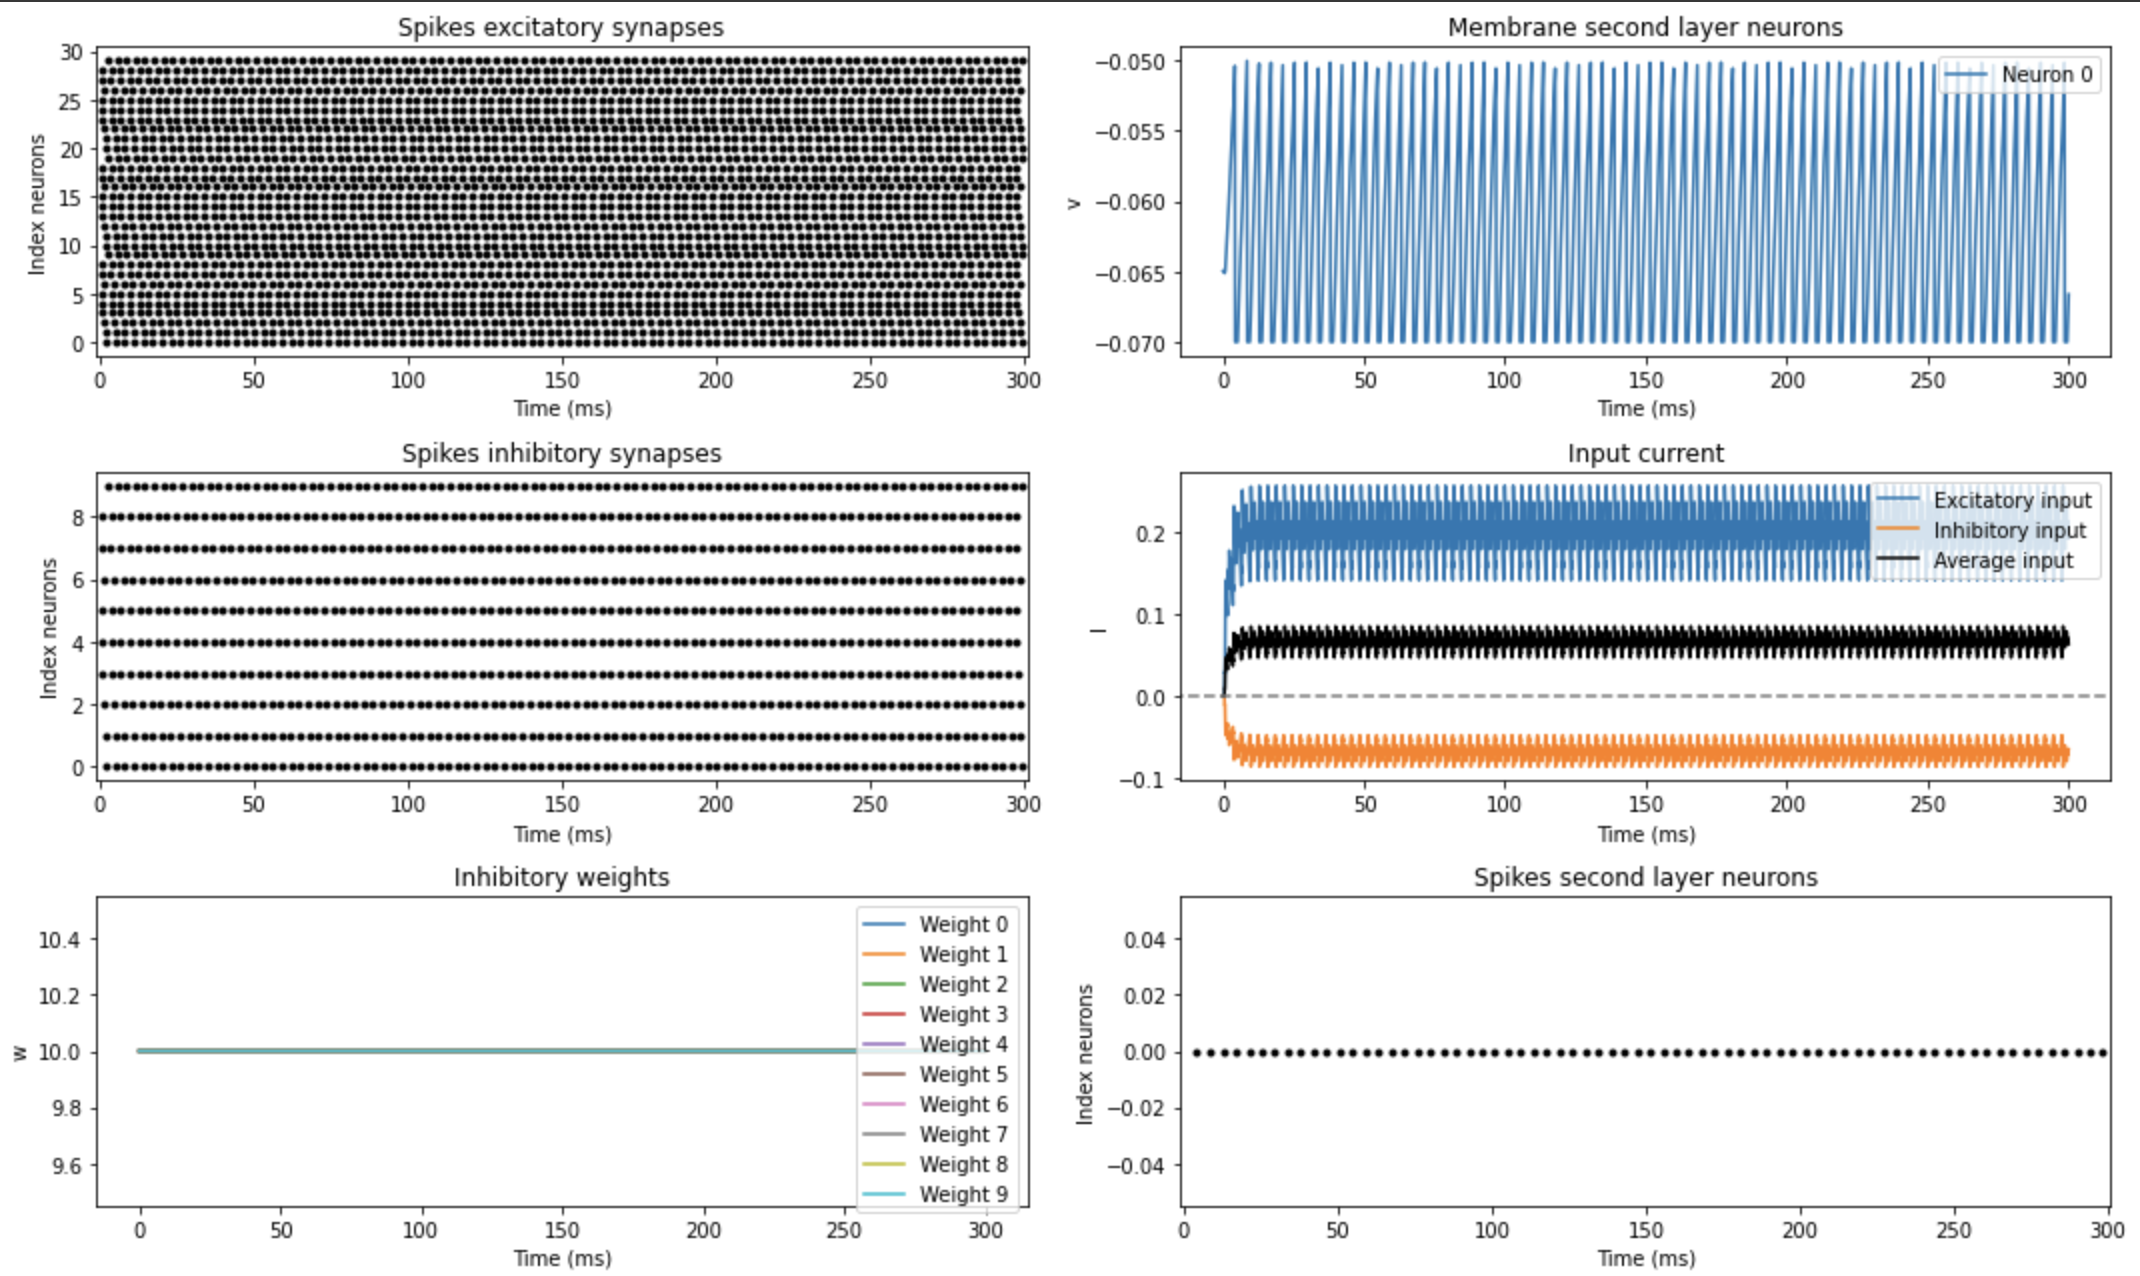 Spikes excitatory synapses
30
25
20
15
10
5
0
Index neurons
0 50 100 150 200 250 300
Time (ms)
Membrane second layer neurons
−0.050
−0.055
−0.060
−0.065
−0.070
v
Neuron 0
0 50 100 150 200 250 300
Time (ms)
Spikes inhibitory synapses
8
6
4
2
0
Index neurons
0 50 100 150 200 250 300
Time (ms)
Input current
0.2
0.1
0.0
−0.1
I
Excitatory input
Inhibitory input
Average input
0 50 100 150 200 250 300
Time (ms)
Inhibitory weights
10.4
10.2
10.0
9.8
9.6
w
Weight 0
Weight 1
Weight 2
Weight 3
Weight 4
Weight 5
Weight 6
Weight 7
Weight 8
Weight 9
0 50 100 150 200 250 300
Time (ms)
Spikes second layer neurons
0.04
0.02
0.00
−0.02
−0.04
Index neurons
0 50 100 150 200 250 300
Time (ms)